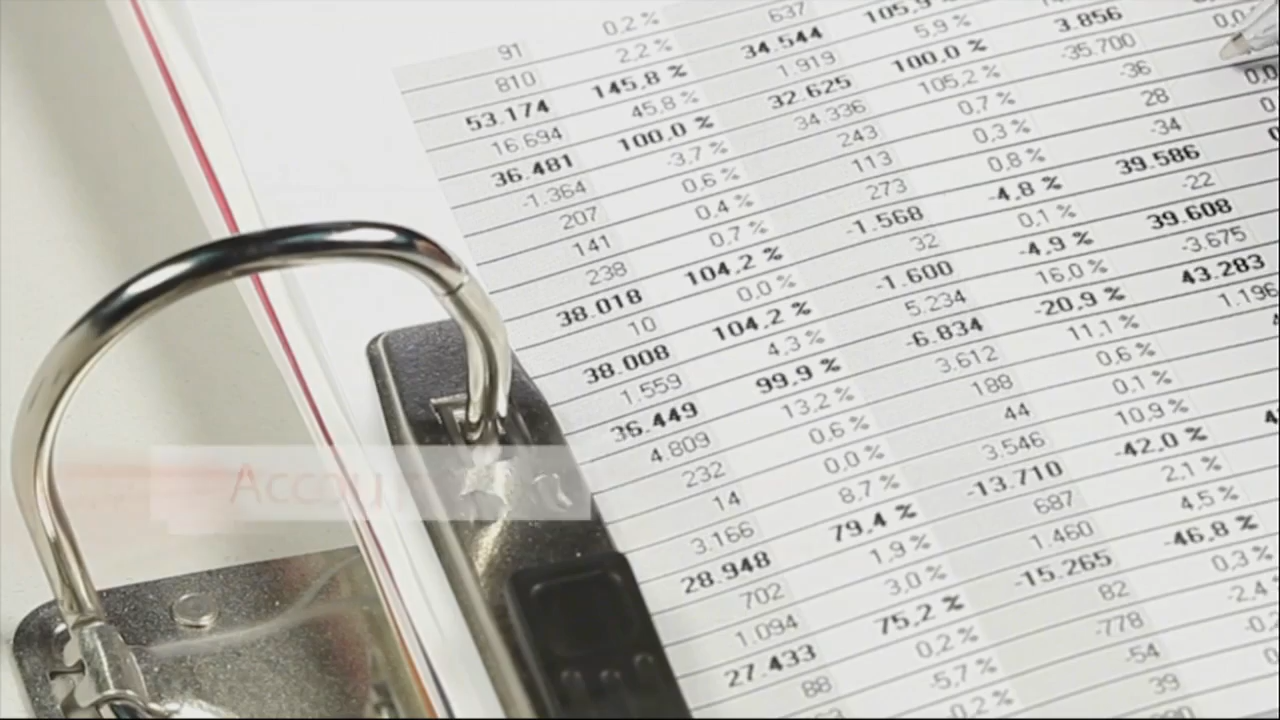 91 0,2 %
810 2,2 % 637
53.174 145,8 % 34.544 105,9 %
16.694 45,8 % 1.919 5,9 %
36.481 100,0 % 32.625 100,0 % 3.856
-1.364 -3,7 % 34.336 105,2 % -35.700
207 0,6 % 243 0,7 % -36
141 0,4 % 113 0,3 % 28
238 0,7 % 273 0,8 % -34
38.018 104,2 % -1.568 -4,8 % 39.586
10 0,0 % 32 0,1 % -22
38.008 104,2 % -1.600 -4,9 % 39.608
1.559 4,3 % 5.234 16,0 % -3.675
36.449 99,9 % -6.834 -20,9 % 43.283
4.809 13,2 % 3.612 11,1 % 1.196
232 0,6 % 188 0,6 %
14 0,0 % 44 0,1 %
3.166 8,7 % 3.546 10,9 %
28.948 79,4 % -13.710 -42,0 %
702 1,9 % 687 2,1 %
1.094 3,0 % 1.460 4,5 %
27.433 75,2 % -15.265 -46,8 %
88 0,2 % 82 0,3 %
-5,7 % -778 -2,4
-54
39
Accou